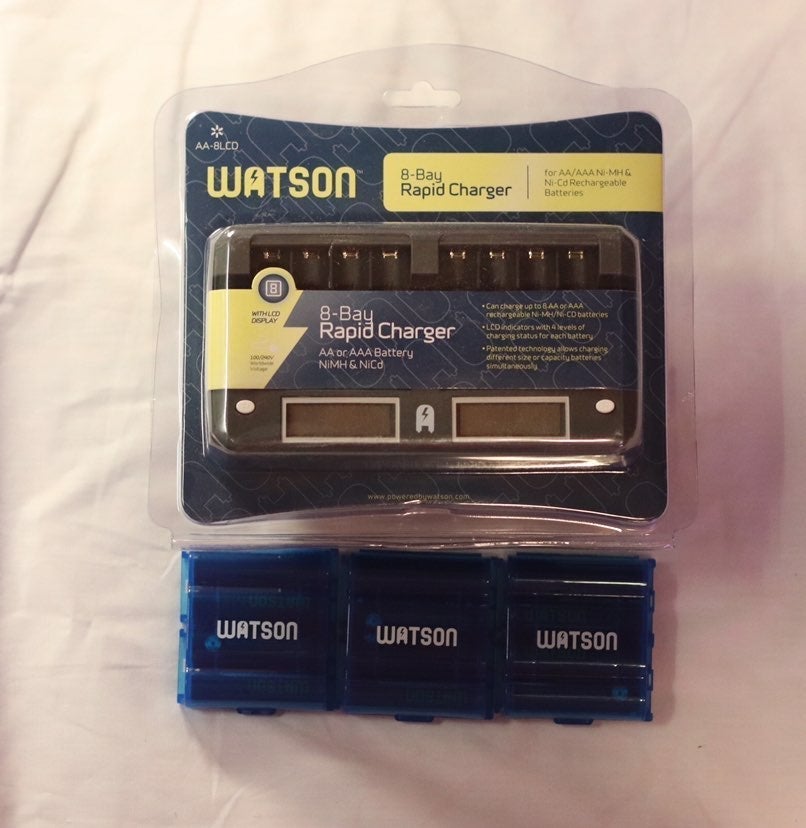 AA-8LCD
WATSON™
8-Bay
Rapid Charger
for AA/AAA Ni-MH &
Ni-Cd Rechargeable
Batteries
8
WITH LCD
DISPLAY
100/240V
Worldwide
Voltage
8-Bay
Rapid Charger
AA or AAA Battery
NiMH & NiCd
• Can charge up to 8 AA or AAA
rechargeable Ni-MH/Ni-CD batteries
• LCD indicators with 4 levels of
charging status for each battery
• Patented technology allows charging
different size or capacity batteries
simultaneously
www.poweredbywatson.com
WATSON
WATSON
WATSON